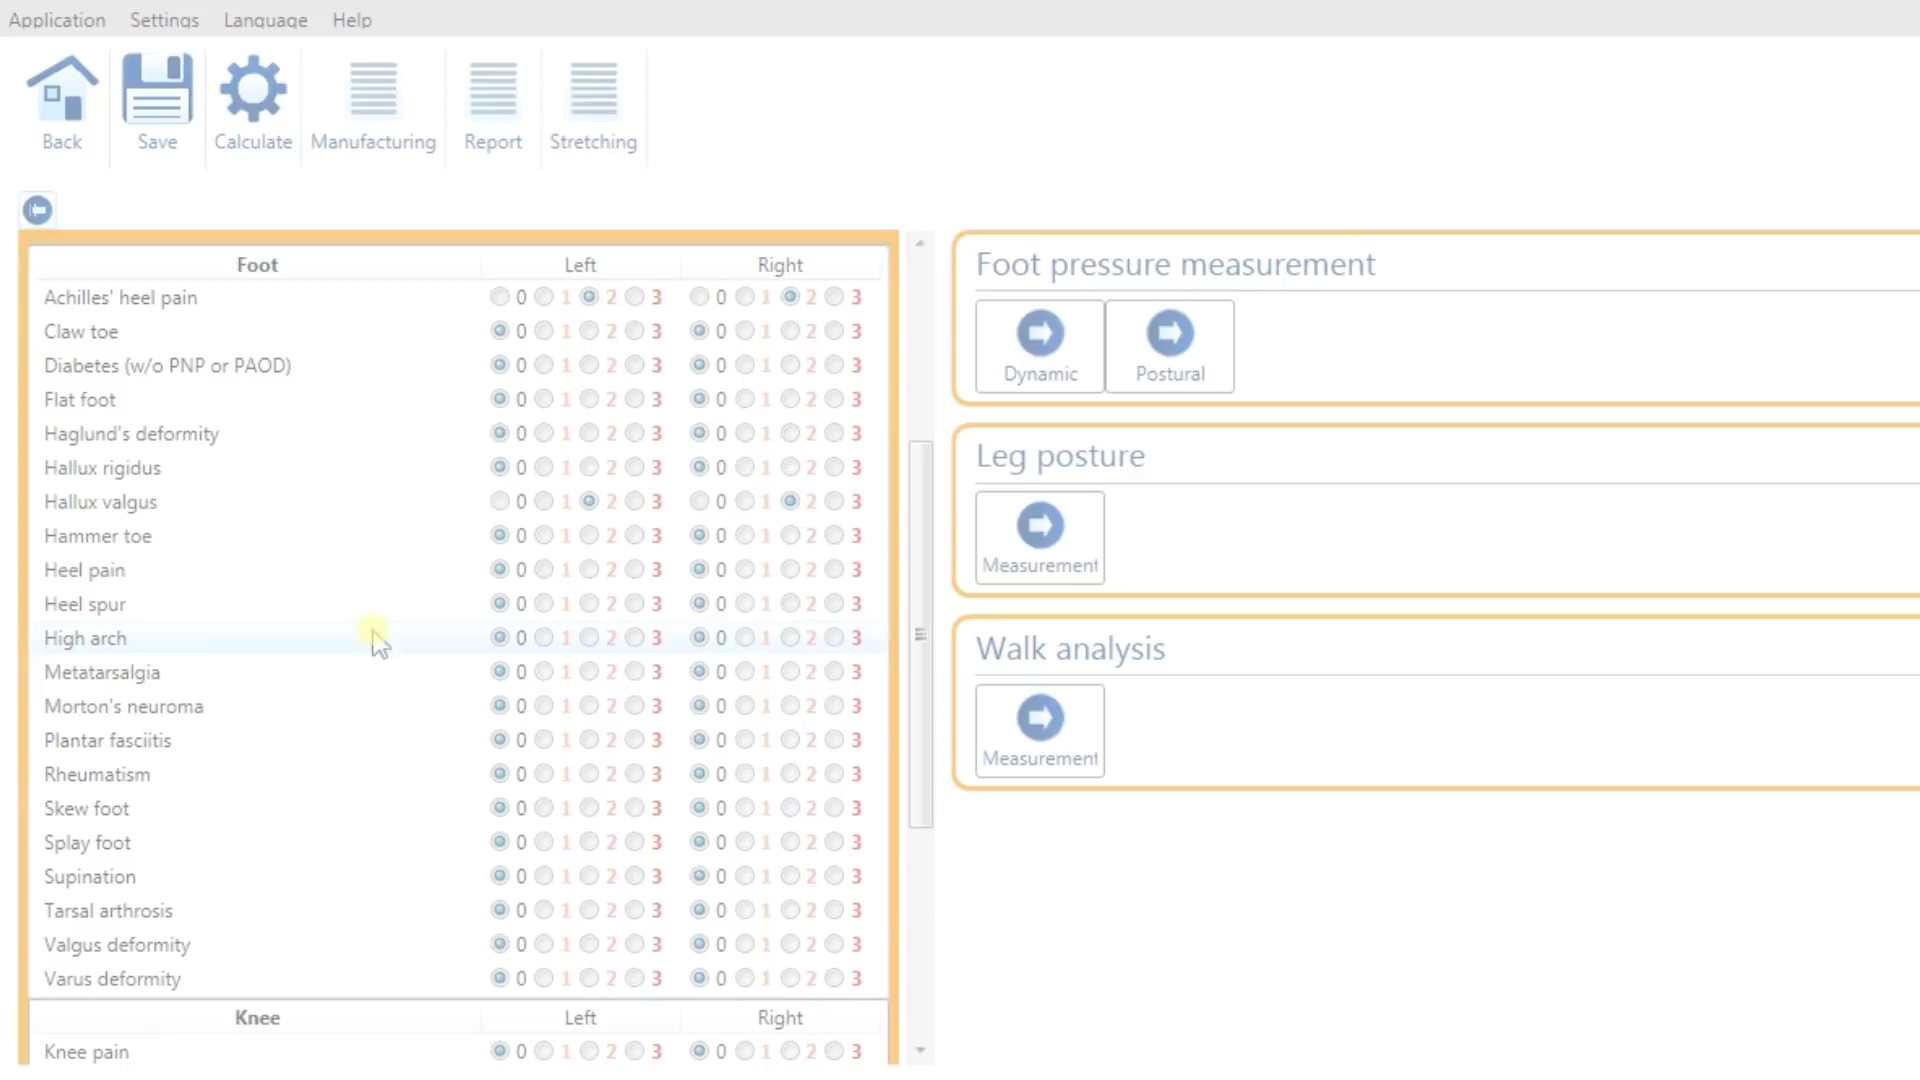 Application Settings Language Help
Back Save Calculate Manufacturing Report Stretching
Foot Left Right
Achilles' heel pain 0 1 2 3 0 1 2 3
Claw toe 0 1 2 3 0 1 2 3
Diabetes (w/o PNP or PAOD) 0 1 2 3 0 1 2 3
Flat foot 0 1 2 3 0 1 2 3
Haglund's deformity 0 1 2 3 0 1 2 3
Hallux rigidus 0 1 2 3 0 1 2 3
Hallux valgus 0 1 2 3 0 1 2 3
Hammer toe 0 1 2 3 0 1 2 3
Heel pain 0 1 2 3 0 1 2 3
Heel spur 0 1 2 3 0 1 2 3
High arch 0 1 2 3 0 1 2 3
Metatarsalgia 0 1 2 3 0 1 2 3
Morton's neuroma 0 1 2 3 0 1 2 3
Plantar fasciitis 0 1 2 3 0 1 2 3
Rheumatism 0 1 2 3 0 1 2 3
Skew foot 0 1 2 3 0 1 2 3
Splay foot 0 1 2 3 0 1 2 3
Supination 0 1 2 3 0 1 2 3
Tarsal arthrosis 0 1 2 3 0 1 2 3
Valgus deformity 0 1 2 3 0 1 2 3
Varus deformity 0 1 2 3 0 1 2 3
Knee Left Right
Knee pain 0 1 2 3 0 1 2 3
Foot pressure measurement
Dynamic Postural
Leg posture
Measurement
Walk analysis
Measurement